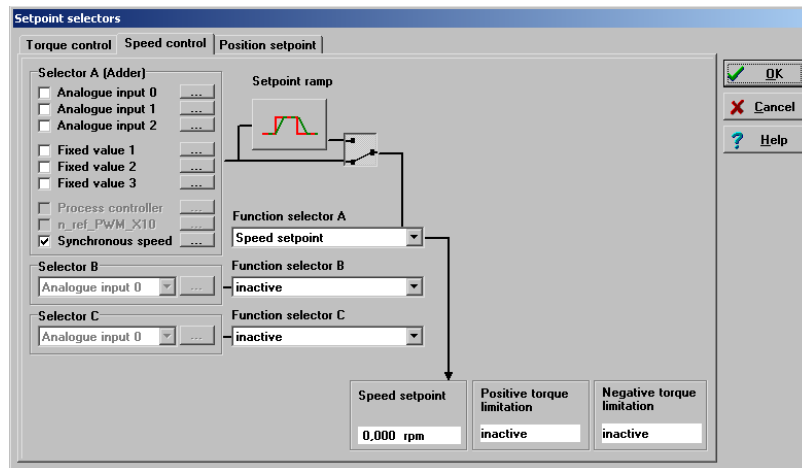 Setpoint selectors
Torque control Speed control Position setpoint
Selector A (Adder)
Analogue input 0 ...
Analogue input 1 ...
Analogue input 2 ...
Fixed value 1 ...
Fixed value 2 ...
Fixed value 3 ...
Process controller ...
n_ref_PWM_X10 ...
Synchronous speed ...
Setpoint ramp
Function selector A
Speed setpoint
Selector B
Analogue input 0 ...
Function selector B
inactive
Selector C
Analogue input 0 ...
Function selector C
inactive
Speed setpoint
0,000 rpm
Positive torque
limitation
inactive
Negative torque
limitation
inactive
OK
Cancel
Help